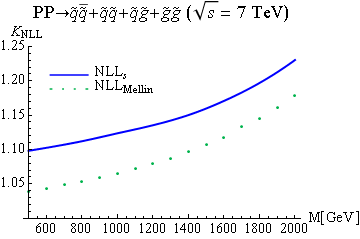 PP→q̃q̃̄+q̃q̃+q̃g̃+g̃g̃ (√s = 7 TeV)
K_NLL
1.25
NLL_s
NLL_Mellin
1.20
1.15
1.10
1.05
600 800 1000 1200 1400 1600 1800 2000 M[GeV]